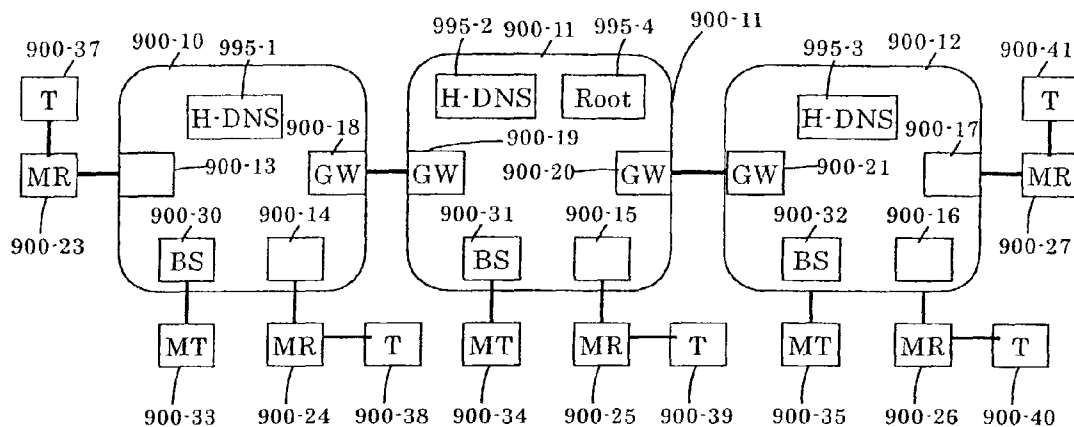 995-2 900-11 995-4
900-37 900-10 995-1 900-11 995-3 900-12 900-41
T H-DNS Root T
H-DNS 900-18 H-DNS
900-19 900-17
MR 900-13 GW GW 900-20 GW GW 900-21 MR
900-30 900-14 900-31 900-15 900-32 900-16
900-23 BS BS BS 900-27
MT MR T MT MR T MT MR T
900-33 900-24 900-38 900-34 900-25 900-39 900-35 900-26 900-40